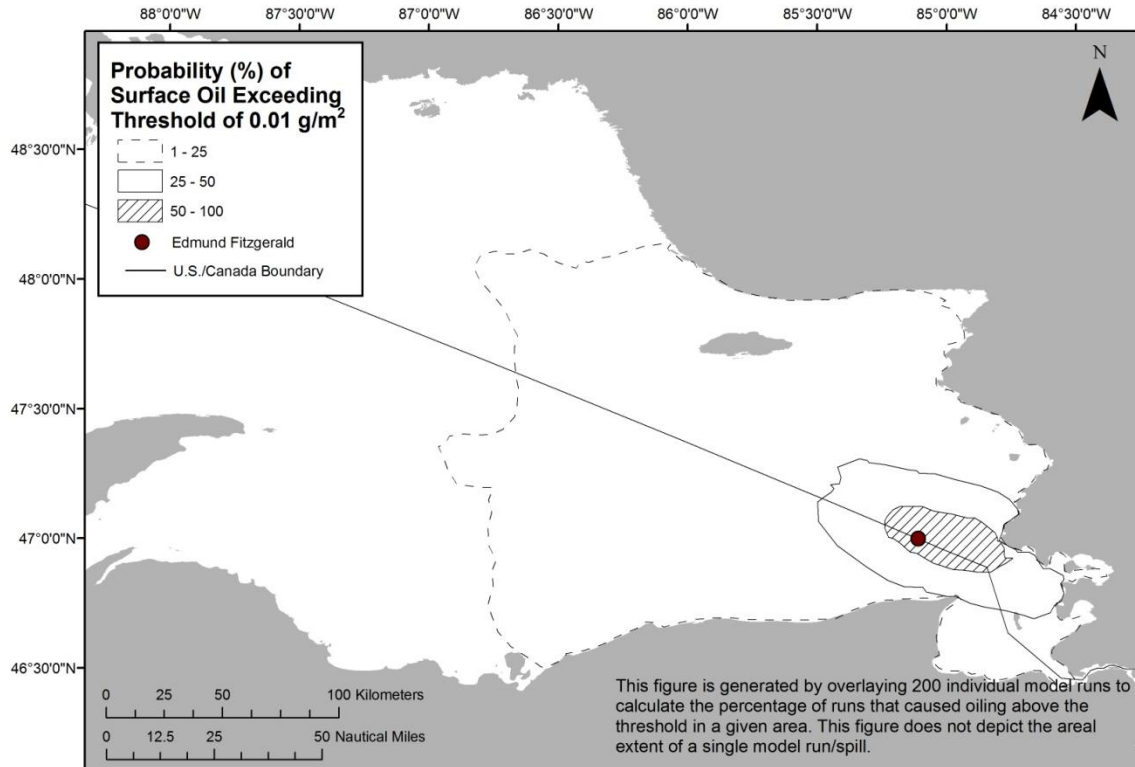 88°0'0"W 87°30'0"W 87°0'0"W 86°30'0"W 86°0'0"W 85°30'0"W 85°0'0"W 84°30'0"W
Probability (%) of
Surface Oil Exceeding
Threshold of 0.01 g/m²
1 - 25
25 - 50
50 - 100
Edmund Fitzgerald
U.S./Canada Boundary
N
48°30'0"N
48°0'0"N
47°30'0"N
47°0'0"N
46°30'0"N
0 25 50 100 Kilometers
0 12.5 25 50 Nautical Miles
This figure is generated by overlaying 200 individual model runs to
calculate the percentage of runs that caused oiling above the
threshold in a given area. This figure does not depict the areal
extent of a single model run/spill.